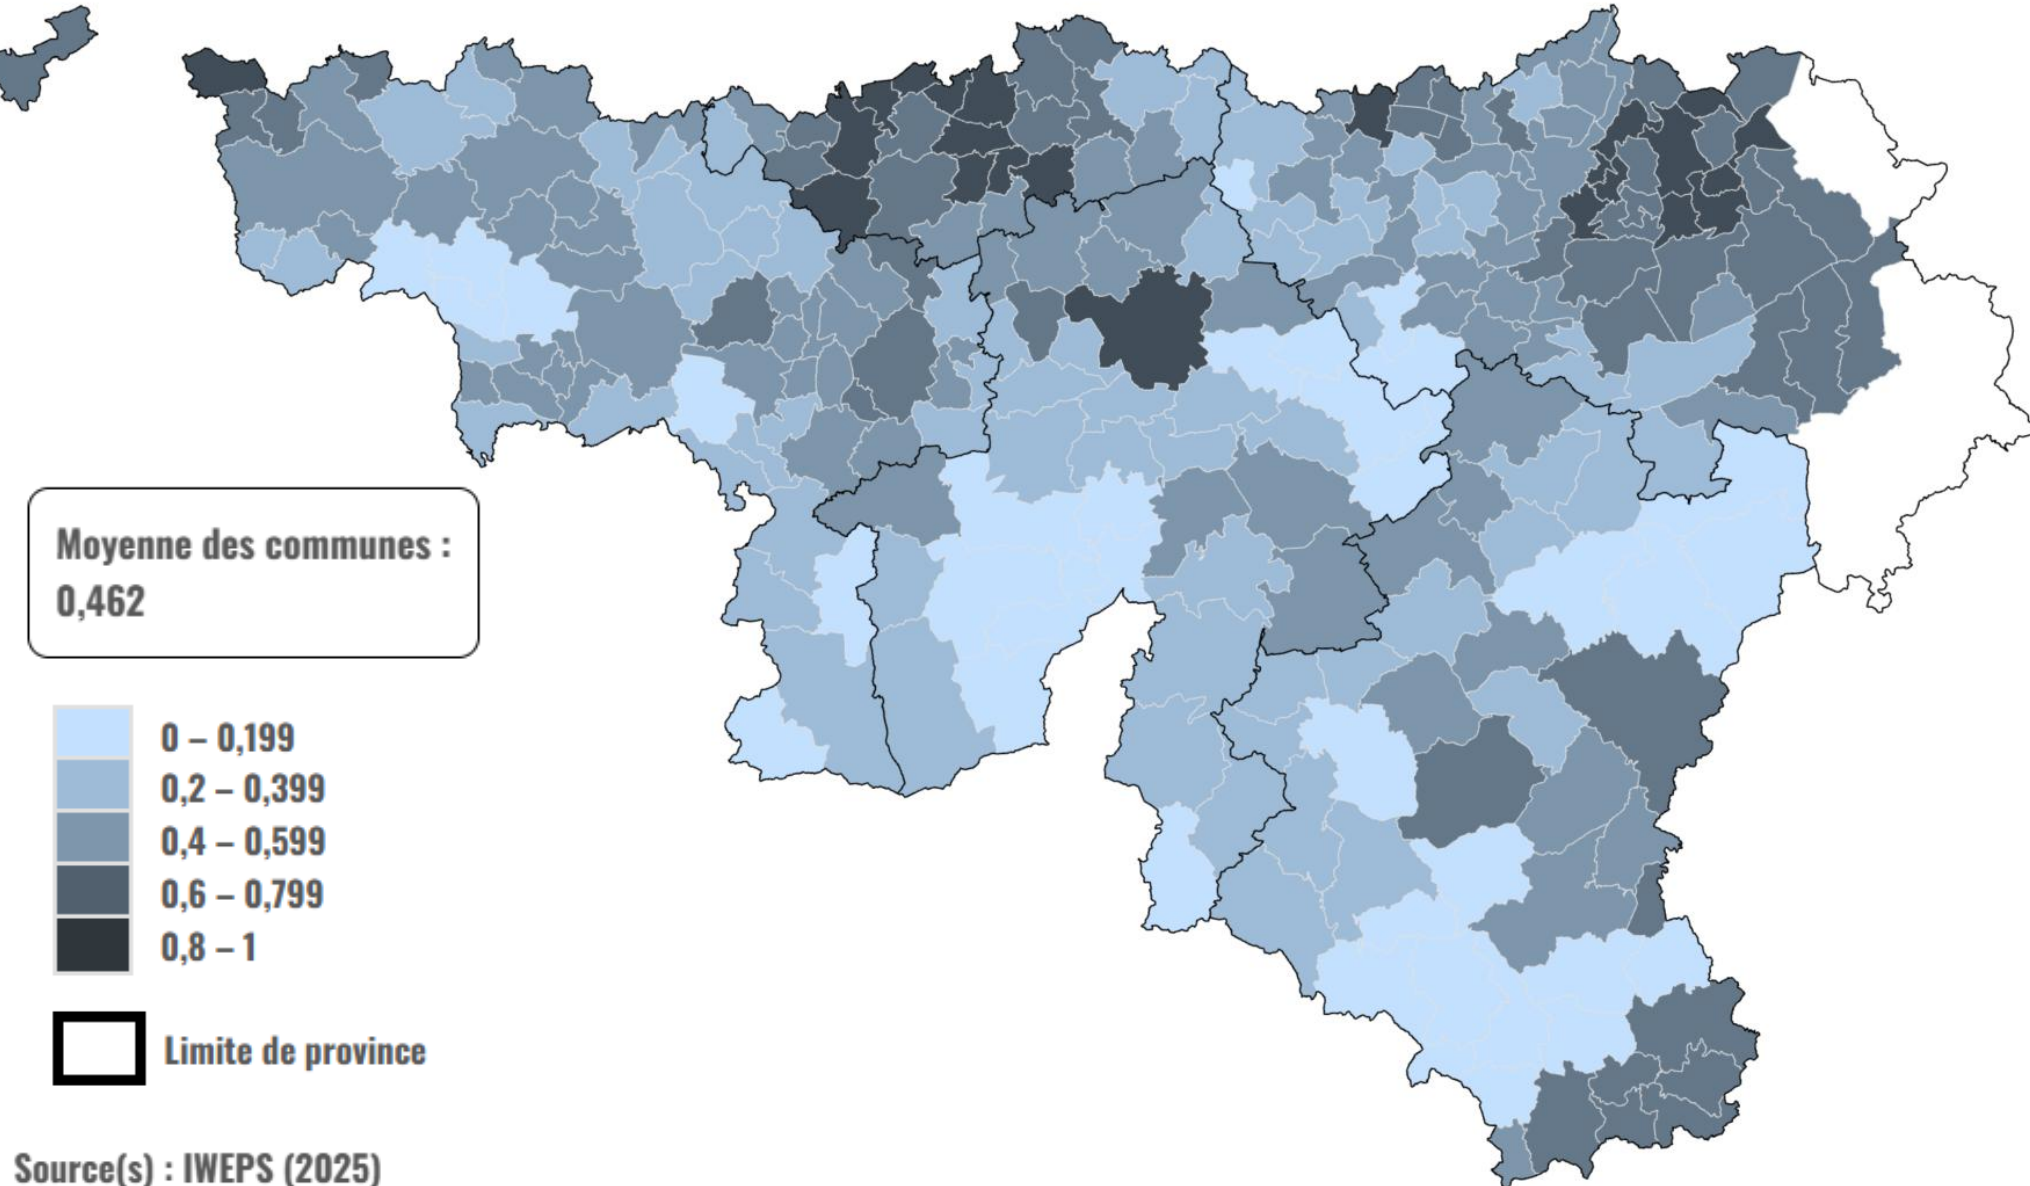 Moyenne des communes :
0,462
0 – 0,199
0,2 – 0,399
0,4 – 0,599
0,6 – 0,799
0,8 – 1
Limite de province
Source(s) : IWEPS (2025)